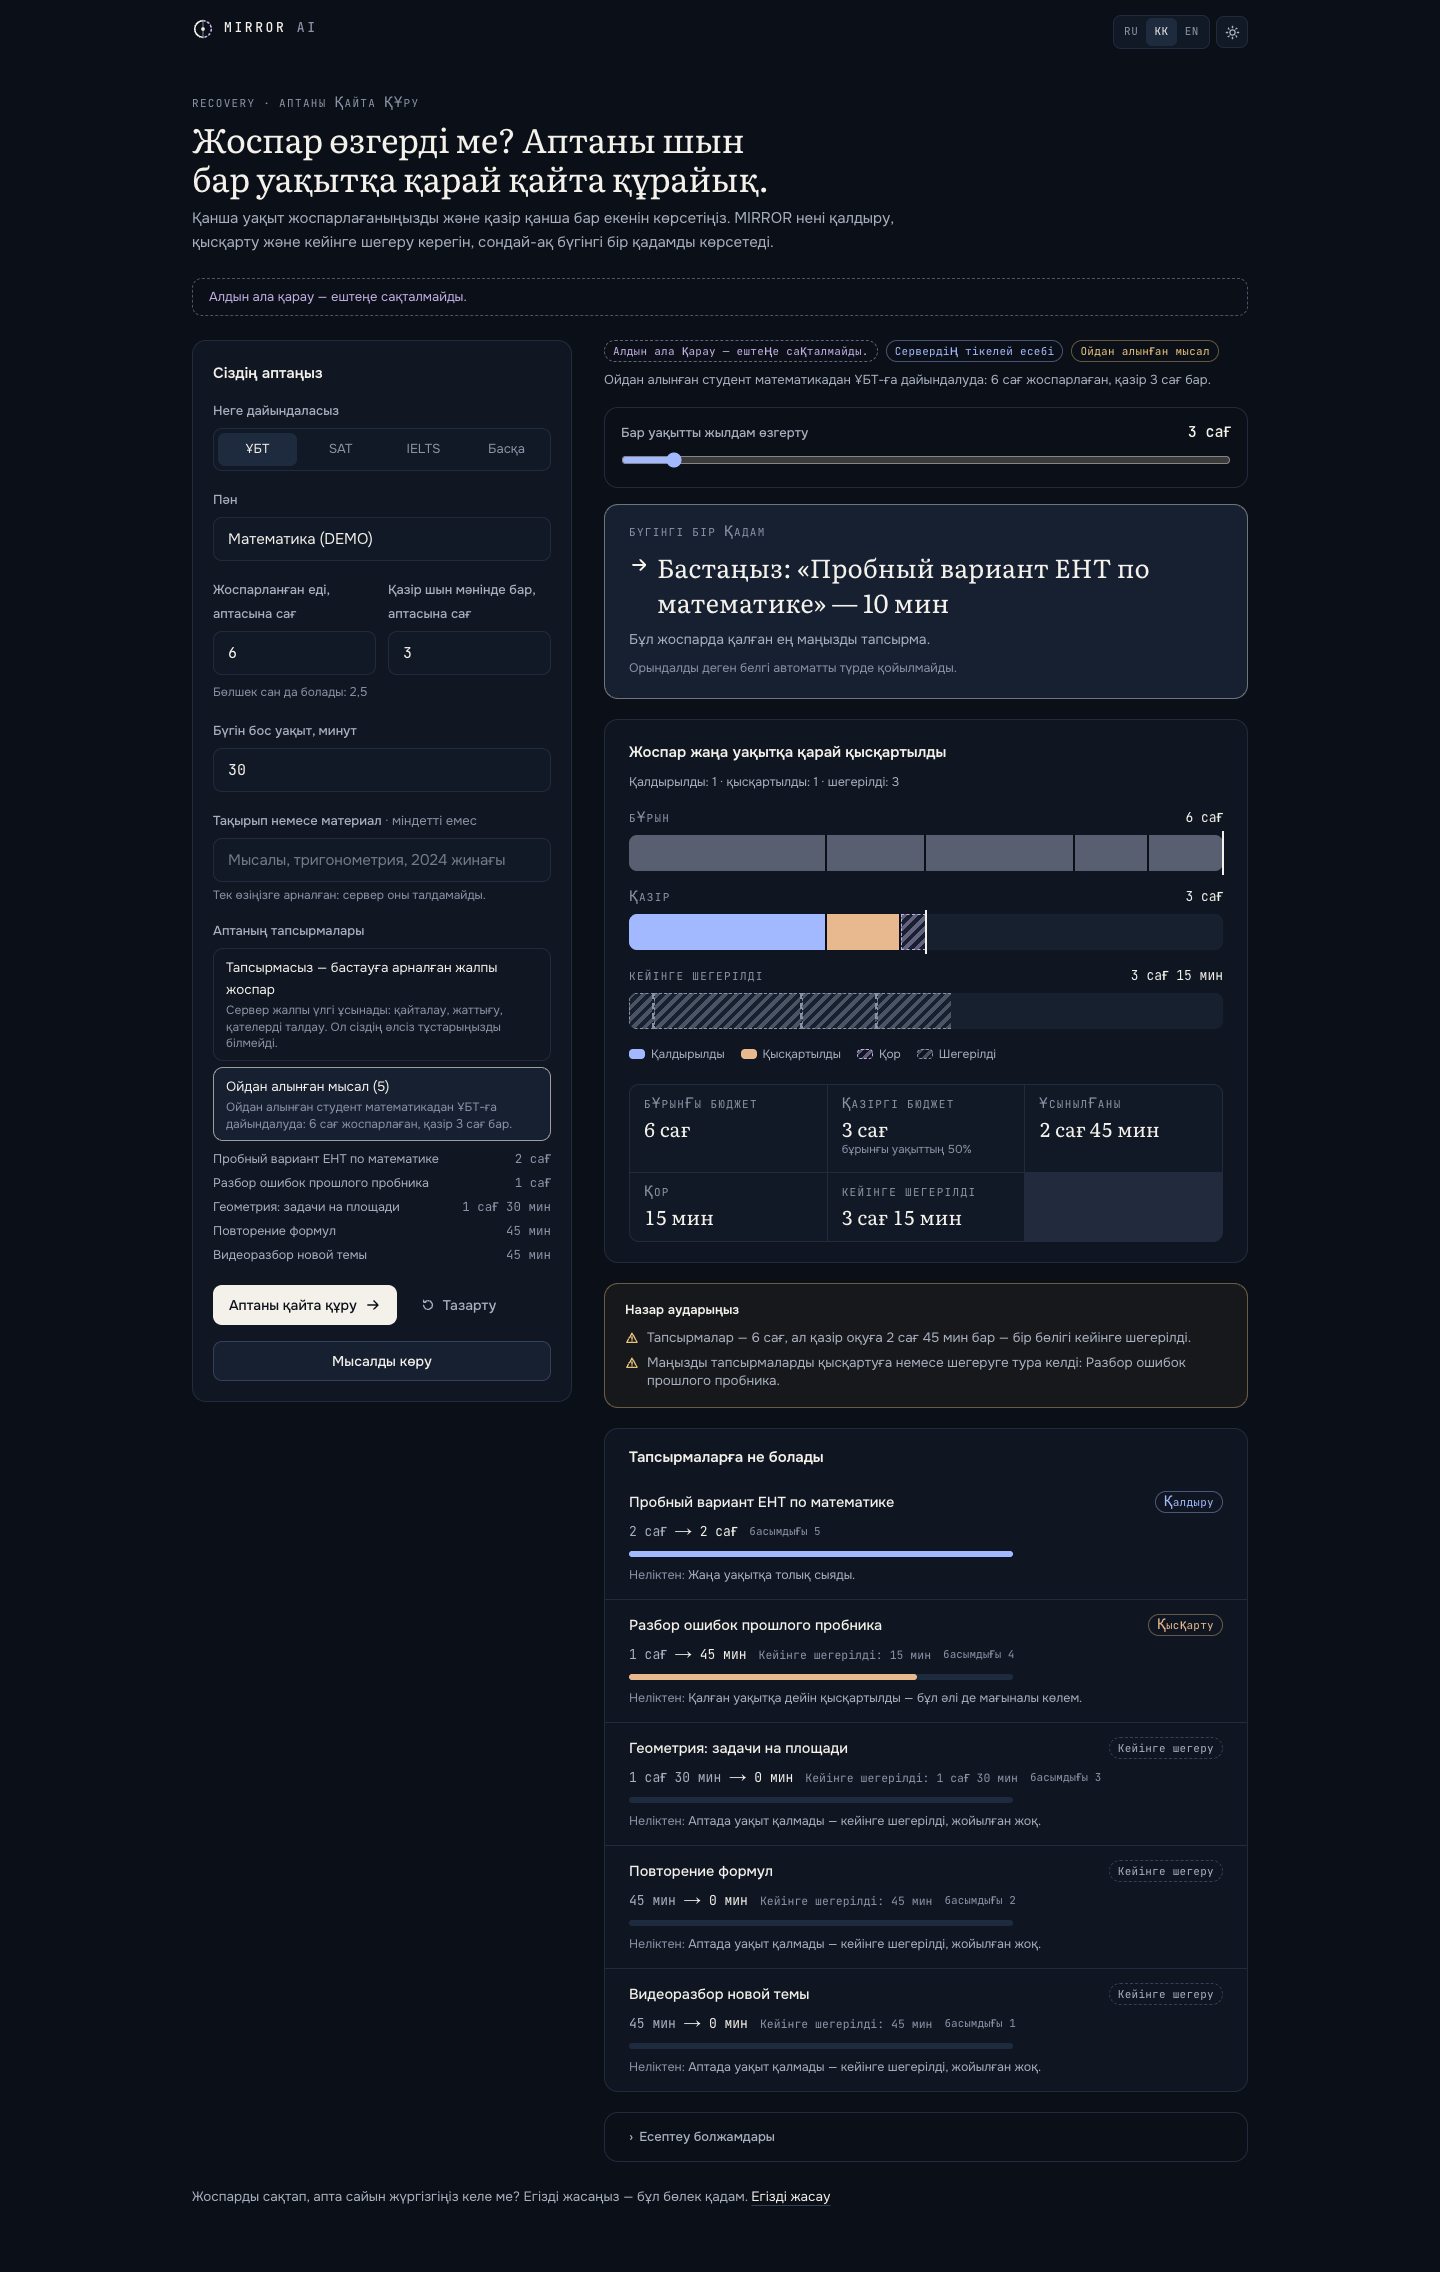 MIRROR AI
RU KK EN
RECOVERY · АПТАНЫ ҚАЙТА ҚҰРУ
Жоспар өзгерді ме? Аптаны шын
бар уақытқа қарай қайта құрайық.
Қанша уақыт жоспарлағаныңызды және қазір қанша бар екенін көрсетіңіз. MIRROR нені қалдыру,
қысқарту және кейінге шегеру керегін, сондай-ақ бүгінгі бір қадамды көрсетеді.
Алдын ала қарау — ештеңе сақталмайды.
Сіздің аптаңыз
Неге дайындаласыз
ҰБТ SAT IELTS Басқа
Пән
Математика (DEMO)
Жоспарланған еді,
аптасына сағ
Қазір шын мәнінде бар,
аптасына сағ
6
3
Бөлшек сан да болады: 2,5
Бүгін бос уақыт, минут
30
Тақырып немесе материал · міндетті емес
Мысалы, тригонометрия, 2024 жинағы
Тек өзіңізге арналған: сервер оны талдамайды.
Аптаның тапсырмалары
Тапсырмасыз — бастауға арналған жалпы
жоспар
Сервер жалпы үлгі ұсынады: қайталау, жаттығу,
қателерді талдау. Ол сіздің әлсіз тұстарыңызды
білмейді.
Ойдан алынған мысал (5)
Ойдан алынған студент математикадан ҰБТ-ға
дайындалуда: 6 сағ жоспарлаған, қазір 3 сағ бар.
Пробный вариант ЕНТ по математике 2 сағ
Разбор ошибок прошлого пробника 1 сағ
Геометрия: задачи на площади 1 сағ 30 мин
Повторение формул 45 мин
Видеоразбор новой темы 45 мин
Аптаны қайта құру →
Тазарту
Мысалды көру
Алдын ала қарау — ештеңе сақталмайды. Сервердің тікелей есебі Ойдан алынған мысал
Ойдан алынған студент математикадан ҰБТ-ға дайындалуда: 6 сағ жоспарлаған, қазір 3 сағ бар.
Бар уақытты жылдам өзгерту 3 сағ
БҮГІНГІ БІР ҚАДАМ
→ Бастаңыз: «Пробный вариант ЕНТ по
математике» — 10 мин
Бұл жоспарда қалған ең маңызды тапсырма.
Орындалды деген белгі автоматты түрде қойылмайды.
Жоспар жаңа уақытқа қарай қысқартылды
Қалдырылды: 1 · қысқартылды: 1 · шегерілді: 3
БҰРЫН 6 сағ
ҚАЗІР 3 сағ
КЕЙІНГЕ ШЕГЕРІЛДІ 3 сағ 15 мин
Қалдырылды Қысқартылды Қор Шегерілді
БҰРЫНҒЫ БЮДЖЕТ
6 сағ
ҚАЗІРГІ БЮДЖЕТ
3 сағ
бұрынғы уақыттың 50%
ҰСЫНЫЛҒАНЫ
2 сағ 45 мин
ҚОР
15 мин
КЕЙІНГЕ ШЕГЕРІЛДІ
3 сағ 15 мин
Назар аударыңыз
Тапсырмалар — 6 сағ, ал қазір оқуға 2 сағ 45 мин бар — бір бөлігі кейінге шегерілді.
Маңызды тапсырмаларды қысқартуға немесе шегеруге тура келді: Разбор ошибок
прошлого пробника.
Тапсырмаларға не болады
Пробный вариант ЕНТ по математике Қалдыру
2 сағ → 2 сағ басымдығы 5
Неліктен: Жаңа уақытқа толық сыяды.
Разбор ошибок прошлого пробника Қысқарту
1 сағ → 45 мин Кейінге шегерілді: 15 мин басымдығы 4
Неліктен: Қалған уақытқа дейін қысқартылды — бұл әлі де мағыналы көлем.
Геометрия: задачи на площади Кейінге шегеру
1 сағ 30 мин → 0 мин Кейінге шегерілді: 1 сағ 30 мин басымдығы 3
Неліктен: Аптада уақыт қалмады — кейінге шегерілді, жойылған жоқ.
Повторение формул Кейінге шегеру
45 мин → 0 мин Кейінге шегерілді: 45 мин басымдығы 2
Неліктен: Аптада уақыт қалмады — кейінге шегерілді, жойылған жоқ.
Видеоразбор новой темы Кейінге шегеру
45 мин → 0 мин Кейінге шегерілді: 45 мин басымдығы 1
Неліктен: Аптада уақыт қалмады — кейінге шегерілді, жойылған жоқ.
› Есептеу болжамдары
Жоспарды сақтап, апта сайын жүргізгіңіз келе ме? Егізді жасаңыз — бұл бөлек қадам. Егізді жасау